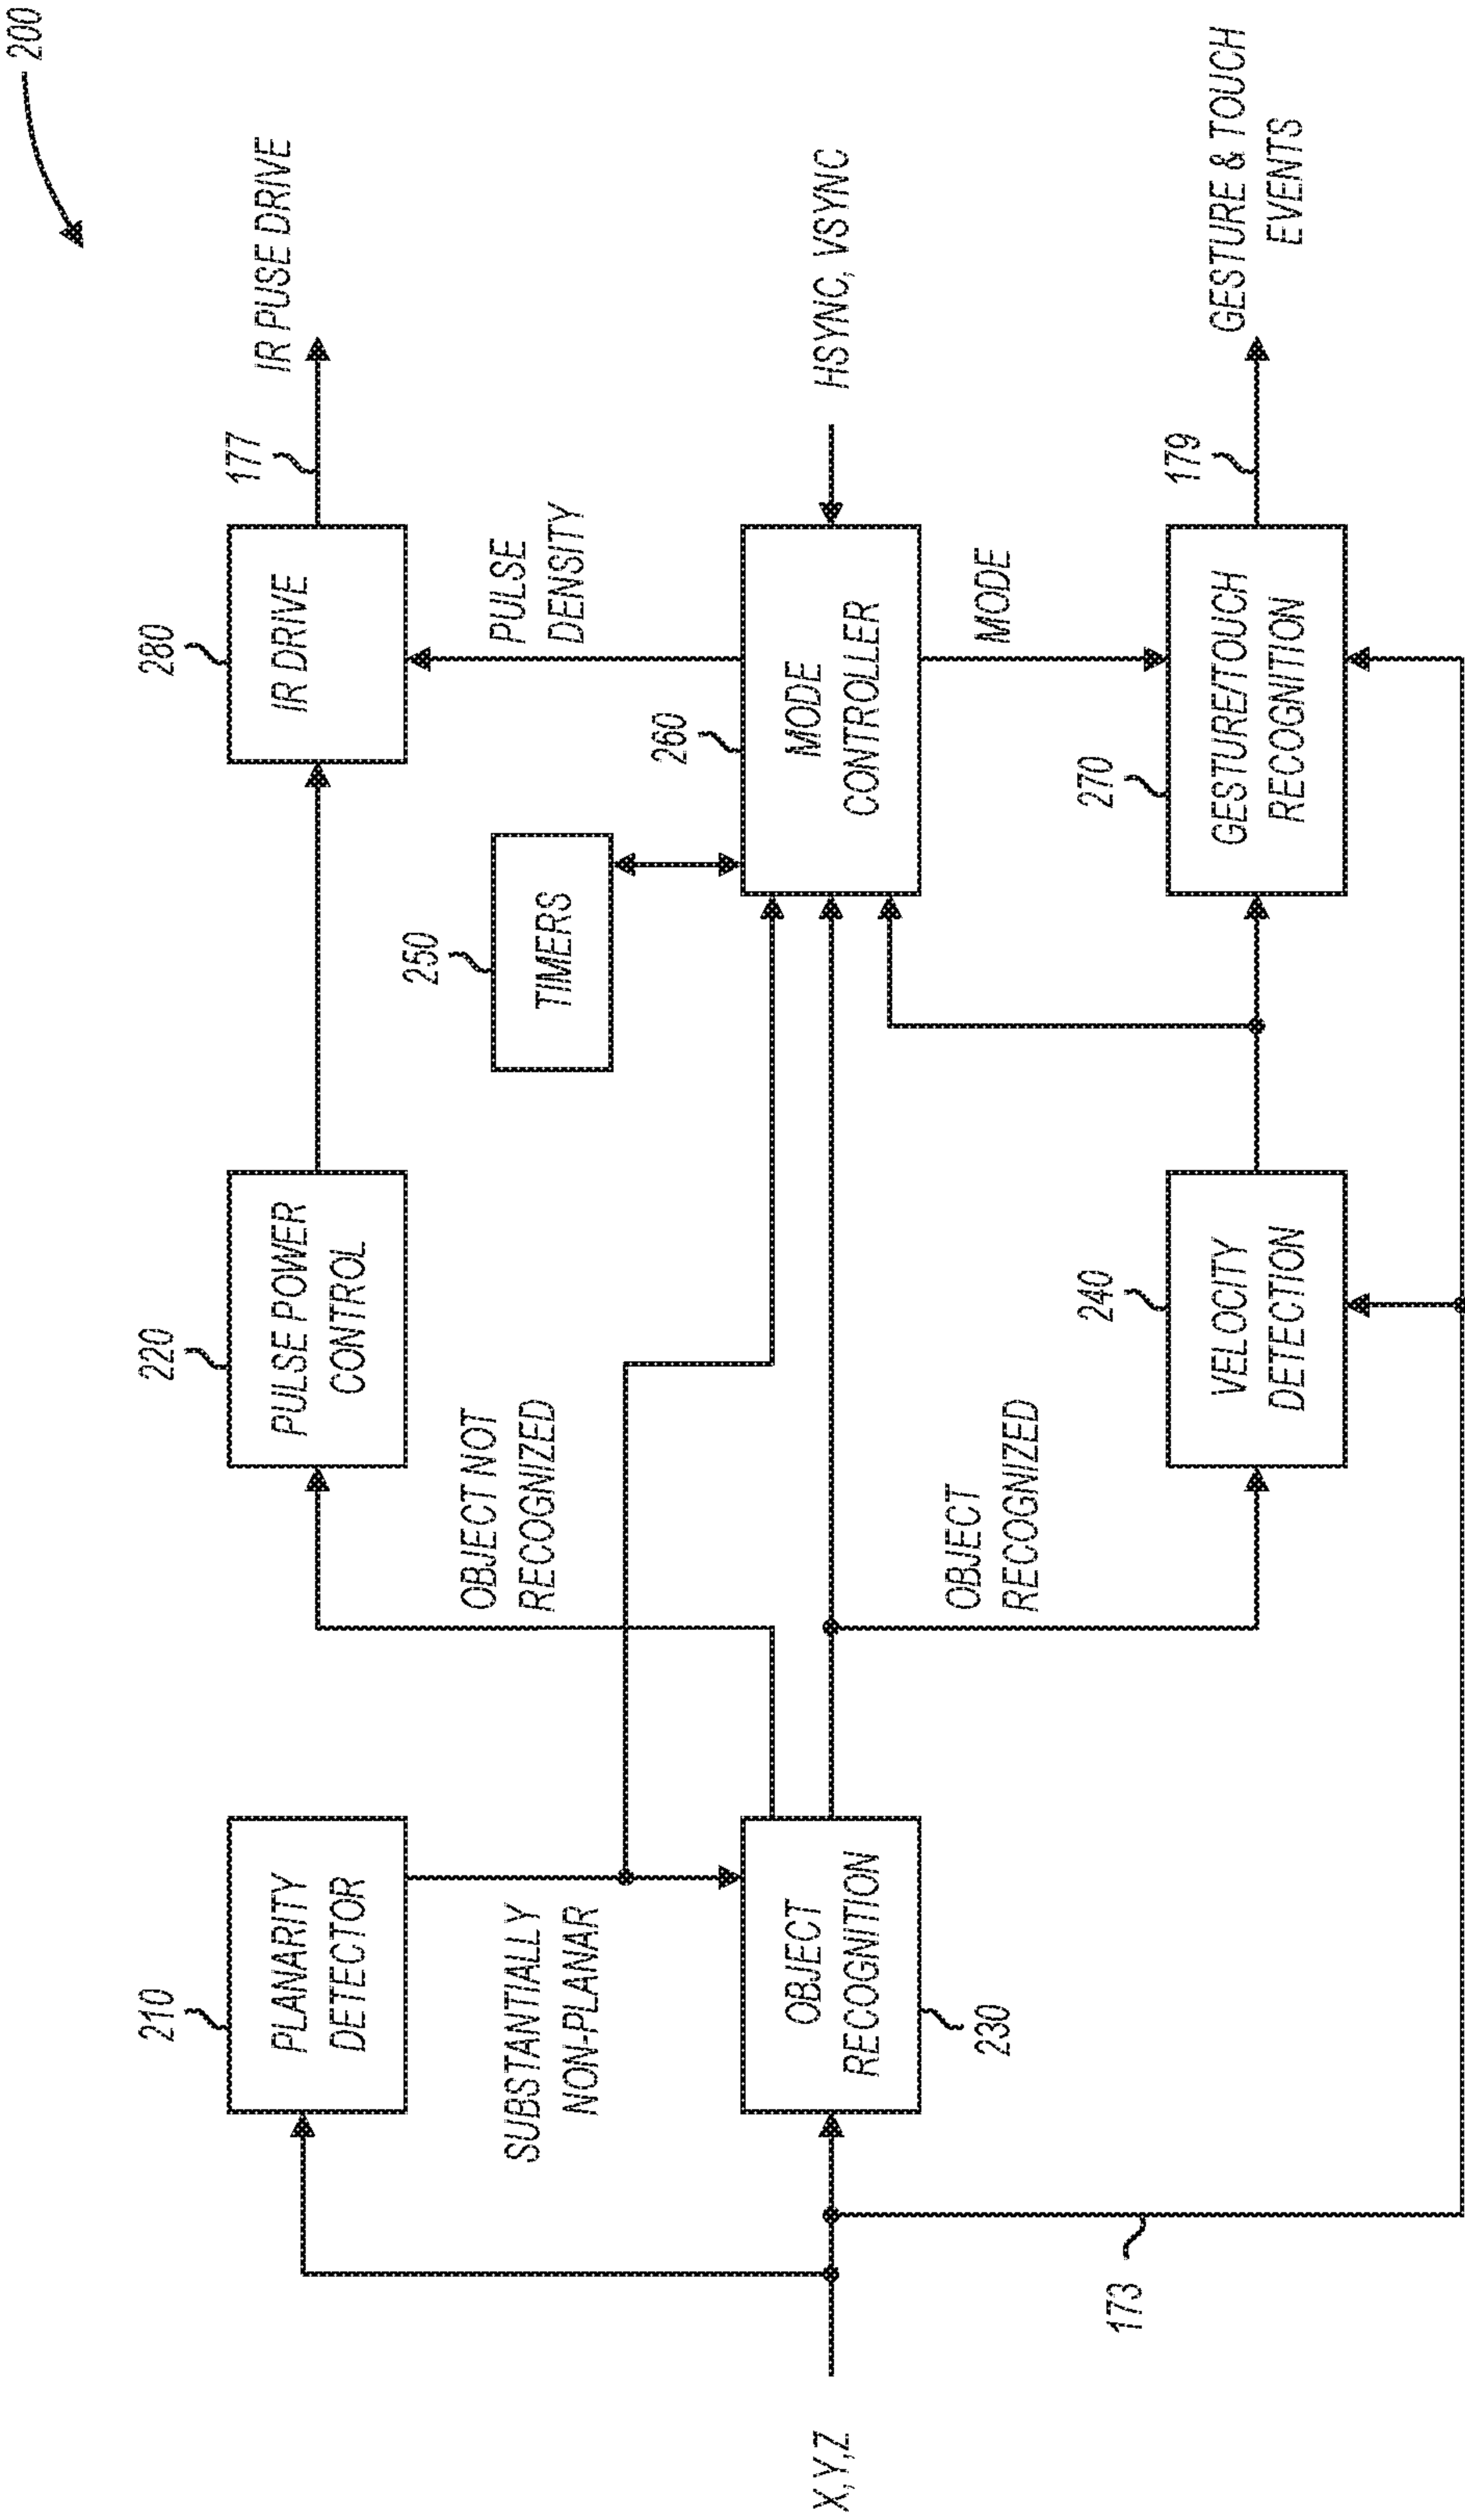 200
IR PUSE DRIVE
177
280
IR DRIVE
PULSE
DENSITY
220
PULSE POWER
CONTROL
210
PLANARITY
DETECTOR
250
TIMERS
OBJECT NOT
RECOGNIZED
SUBSTANTIALLY
NON-PLANAR
HSYNC, VSYNC
260
MODE
CONTROLLER
MODE
OBJECT
RECOGNITION
230
X,Y,Z
OBJECT
RECOGNIZED
240
VELOCITY
DETECTION
270
GESTURE/TOUCH
RECOGNITION
179
GESTURE & TOUCH
EVENTS
173